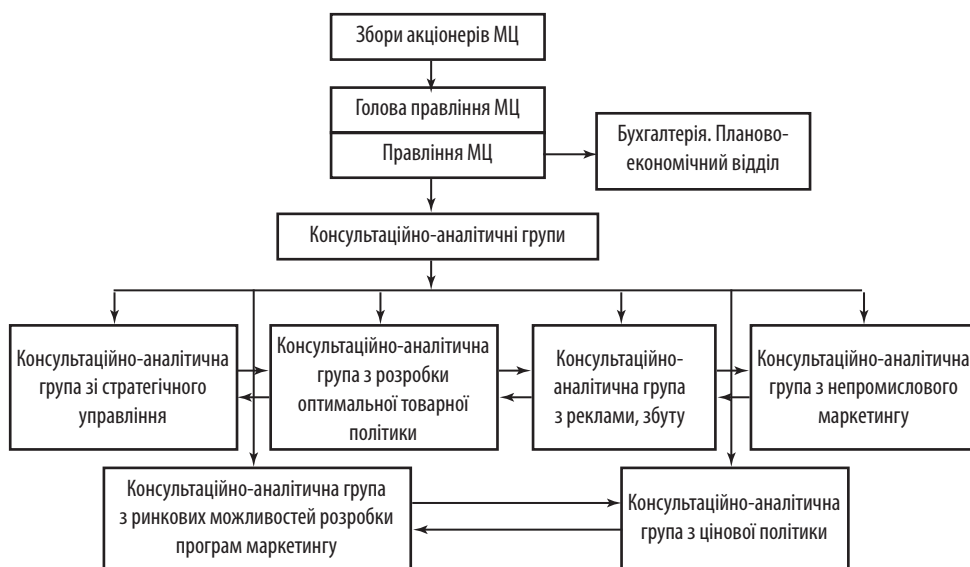 Збори акціонерів МЦ
Голова правління МЦ
Правління МЦ
Бухгалтерія. Планово-
економічний відділ
Консультаційно-аналітичні групи
Консультаційно-аналітична
група зі стратегічного
управління
Консультаційно-аналітична
група з розробки
оптимальної товарної
політики
Консультаційно-
аналітична група
з реклами, збуту
Консультаційно-аналітична
група з непромислового
маркетингу
Консультаційно-аналітична група
з ринкових можливостей розробки
програм маркетингу
Консультаційно-аналітична
група з цінової політики